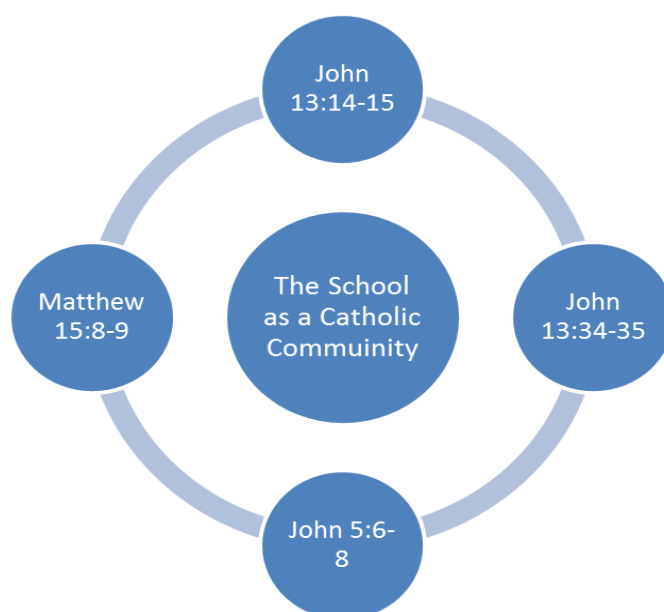 John
13:14-15
Matthew
15:8-9
The School
as a Catholic
Commuinity
John
13:34-35
John 5:6-
8